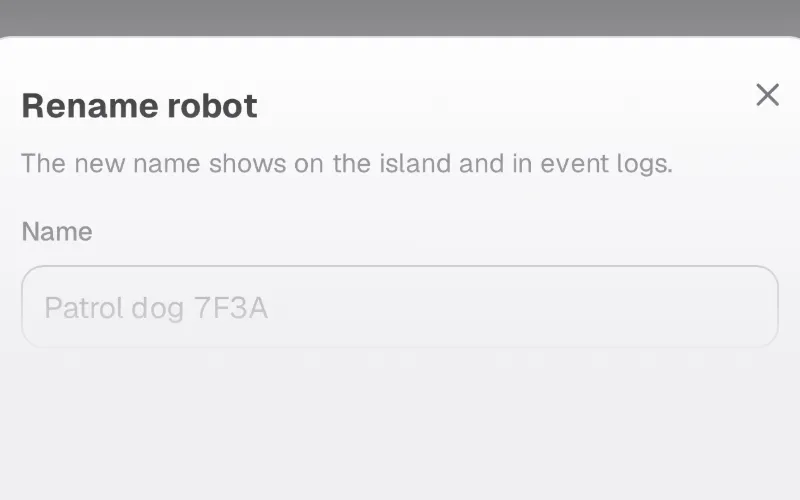 Rename robot
The new name shows on the island and in event logs.
Name
Patrol dog 7F3A